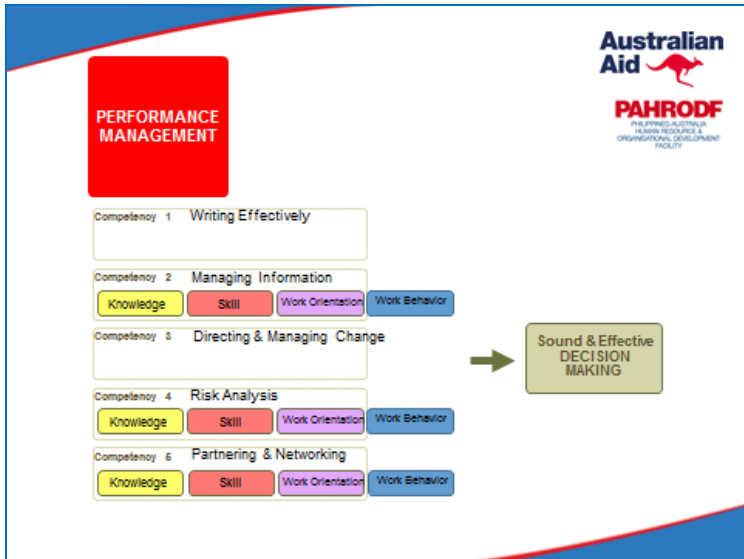 Australian
Aid
PAHRODF
PHILIPPINES-AUSTRALIA
HUMAN RESOURCE &
ORGANISATIONAL DEVELOPMENT
FACILITY
PERFORMANCE
MANAGEMENT
Competency 1 Writing Effectively
Competency 2 Managing Information
Knowledge Skill Work Orientation Work Behavior
Competency 3 Directing & Managing Change
Sound & Effective
DECISION
MAKING
Competency 4 Risk Analysis
Knowledge Skill Work Orientation Work Behavior
Competency 5 Partnering & Networking
Knowledge Skill Work Orientation Work Behavior